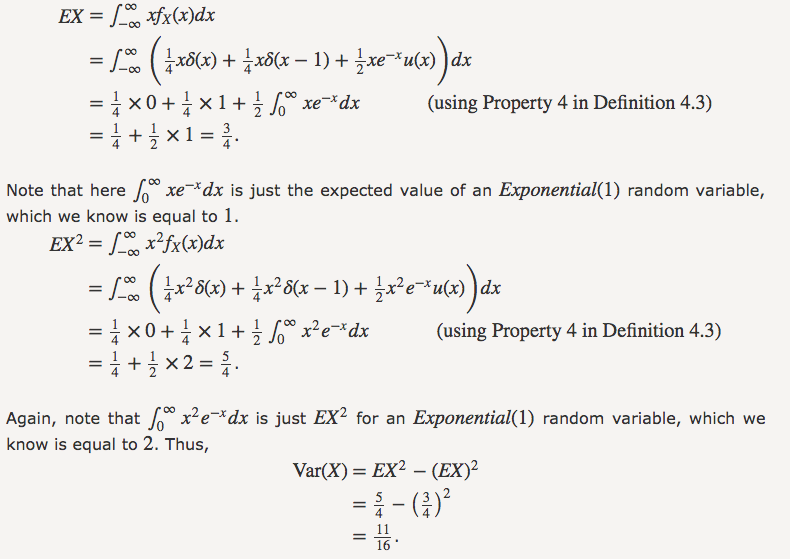 EX = ∫_{−∞}^{∞} xf_X(x)dx
= ∫_{−∞}^{∞} (1/4 xδ(x) + 1/4 xδ(x − 1) + 1/2 xe^{−x}u(x))dx
= 1/4 × 0 + 1/4 × 1 + 1/2 ∫_0^∞ xe^{−x}dx (using Property 4 in Definition 4.3)
= 1/4 + 1/2 × 1 = 3/4.
Note that here ∫_0^∞ xe^{−x}dx is just the expected value of an Exponential(1) random variable,
which we know is equal to 1.
EX² = ∫_{−∞}^{∞} x²f_X(x)dx
= ∫_{−∞}^{∞} (1/4 x²δ(x) + 1/4 x²δ(x − 1) + 1/2 x²e^{−x}u(x))dx
= 1/4 × 0 + 1/4 × 1 + 1/2 ∫_0^∞ x²e^{−x}dx (using Property 4 in Definition 4.3)
= 1/4 + 1/2 × 2 = 5/4.
Again, note that ∫_0^∞ x²e^{−x}dx is just EX² for an Exponential(1) random variable, which we
know is equal to 2. Thus,
Var(X) = EX² − (EX)²
= 5/4 − (3/4)²
= 11/16.